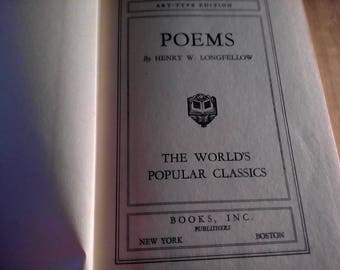 ART-TYPE EDITION
POEMS
By HENRY W. LONGFELLOW
THE WORLD'S
POPULAR CLASSICS
BOOKS, INC.
PUBLISHERS
NEW YORK BOSTON